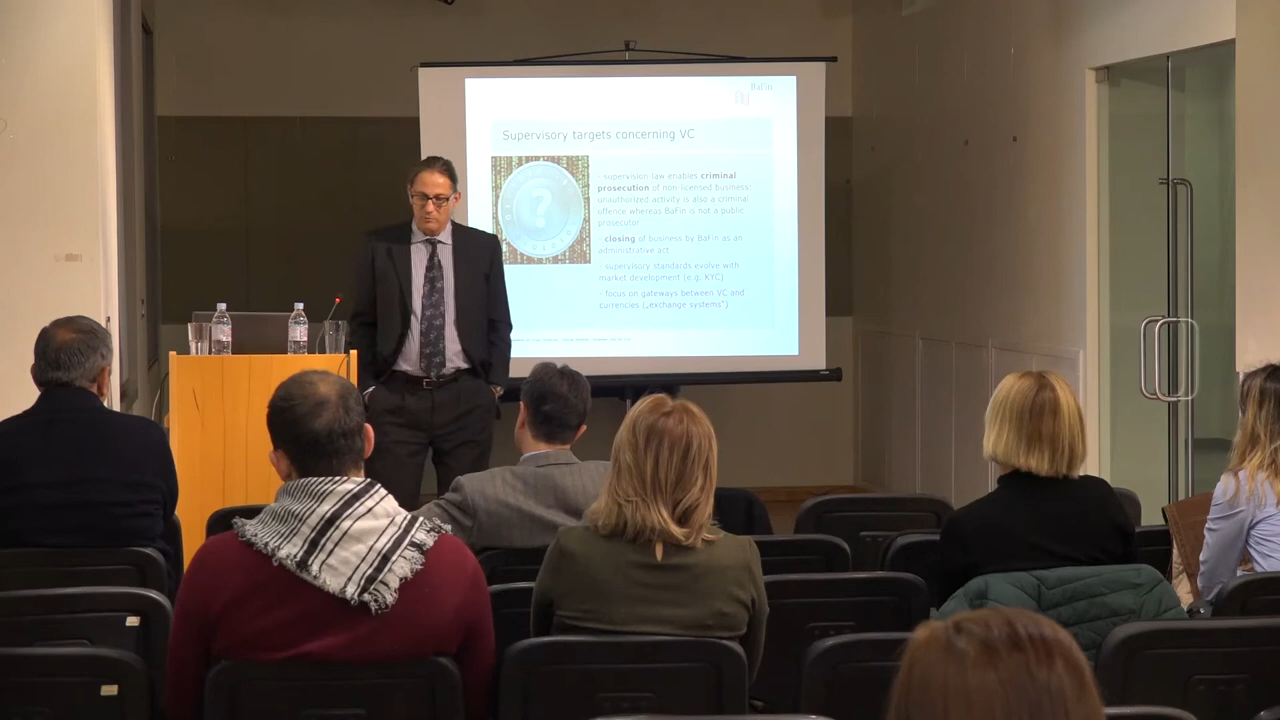 BaFin
Supervisory targets concerning VC
- supervision law enables criminal
prosecution of non licensed business:
unauthorized activity is also a criminal
offence whereas BaFin is not a public
prosecutor
- closing of business by BaFin as an
administrative act
- supervisory standards evolve with
market development (e.g. KYC)
- focus on gateways between VC and
currencies („exchange systems“)